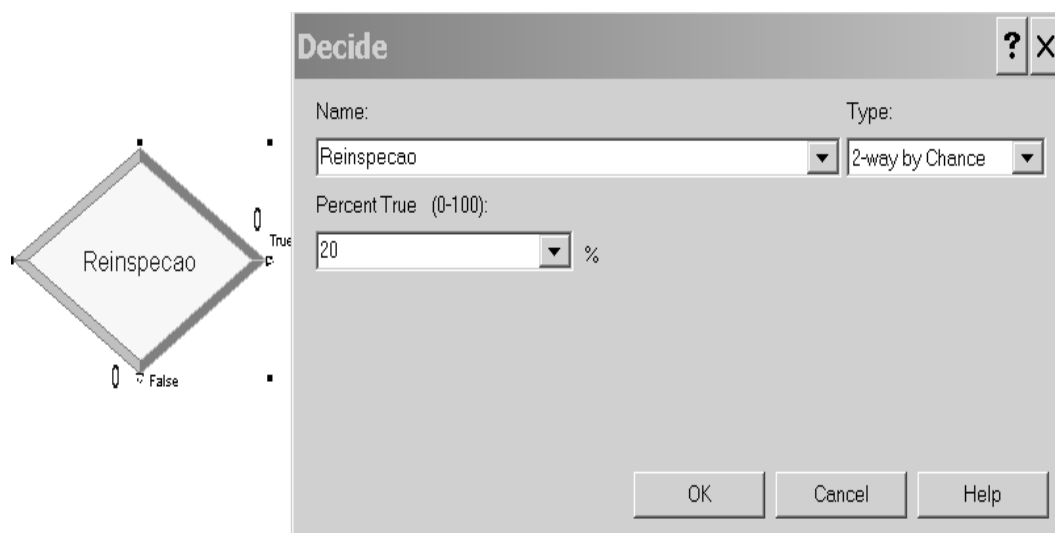 Decide
Name: Type:
Reinspecao 2-way by Chance
Percent True (0-100):
20 %
Reinspecao
0
True
0 False
OK Cancel Help